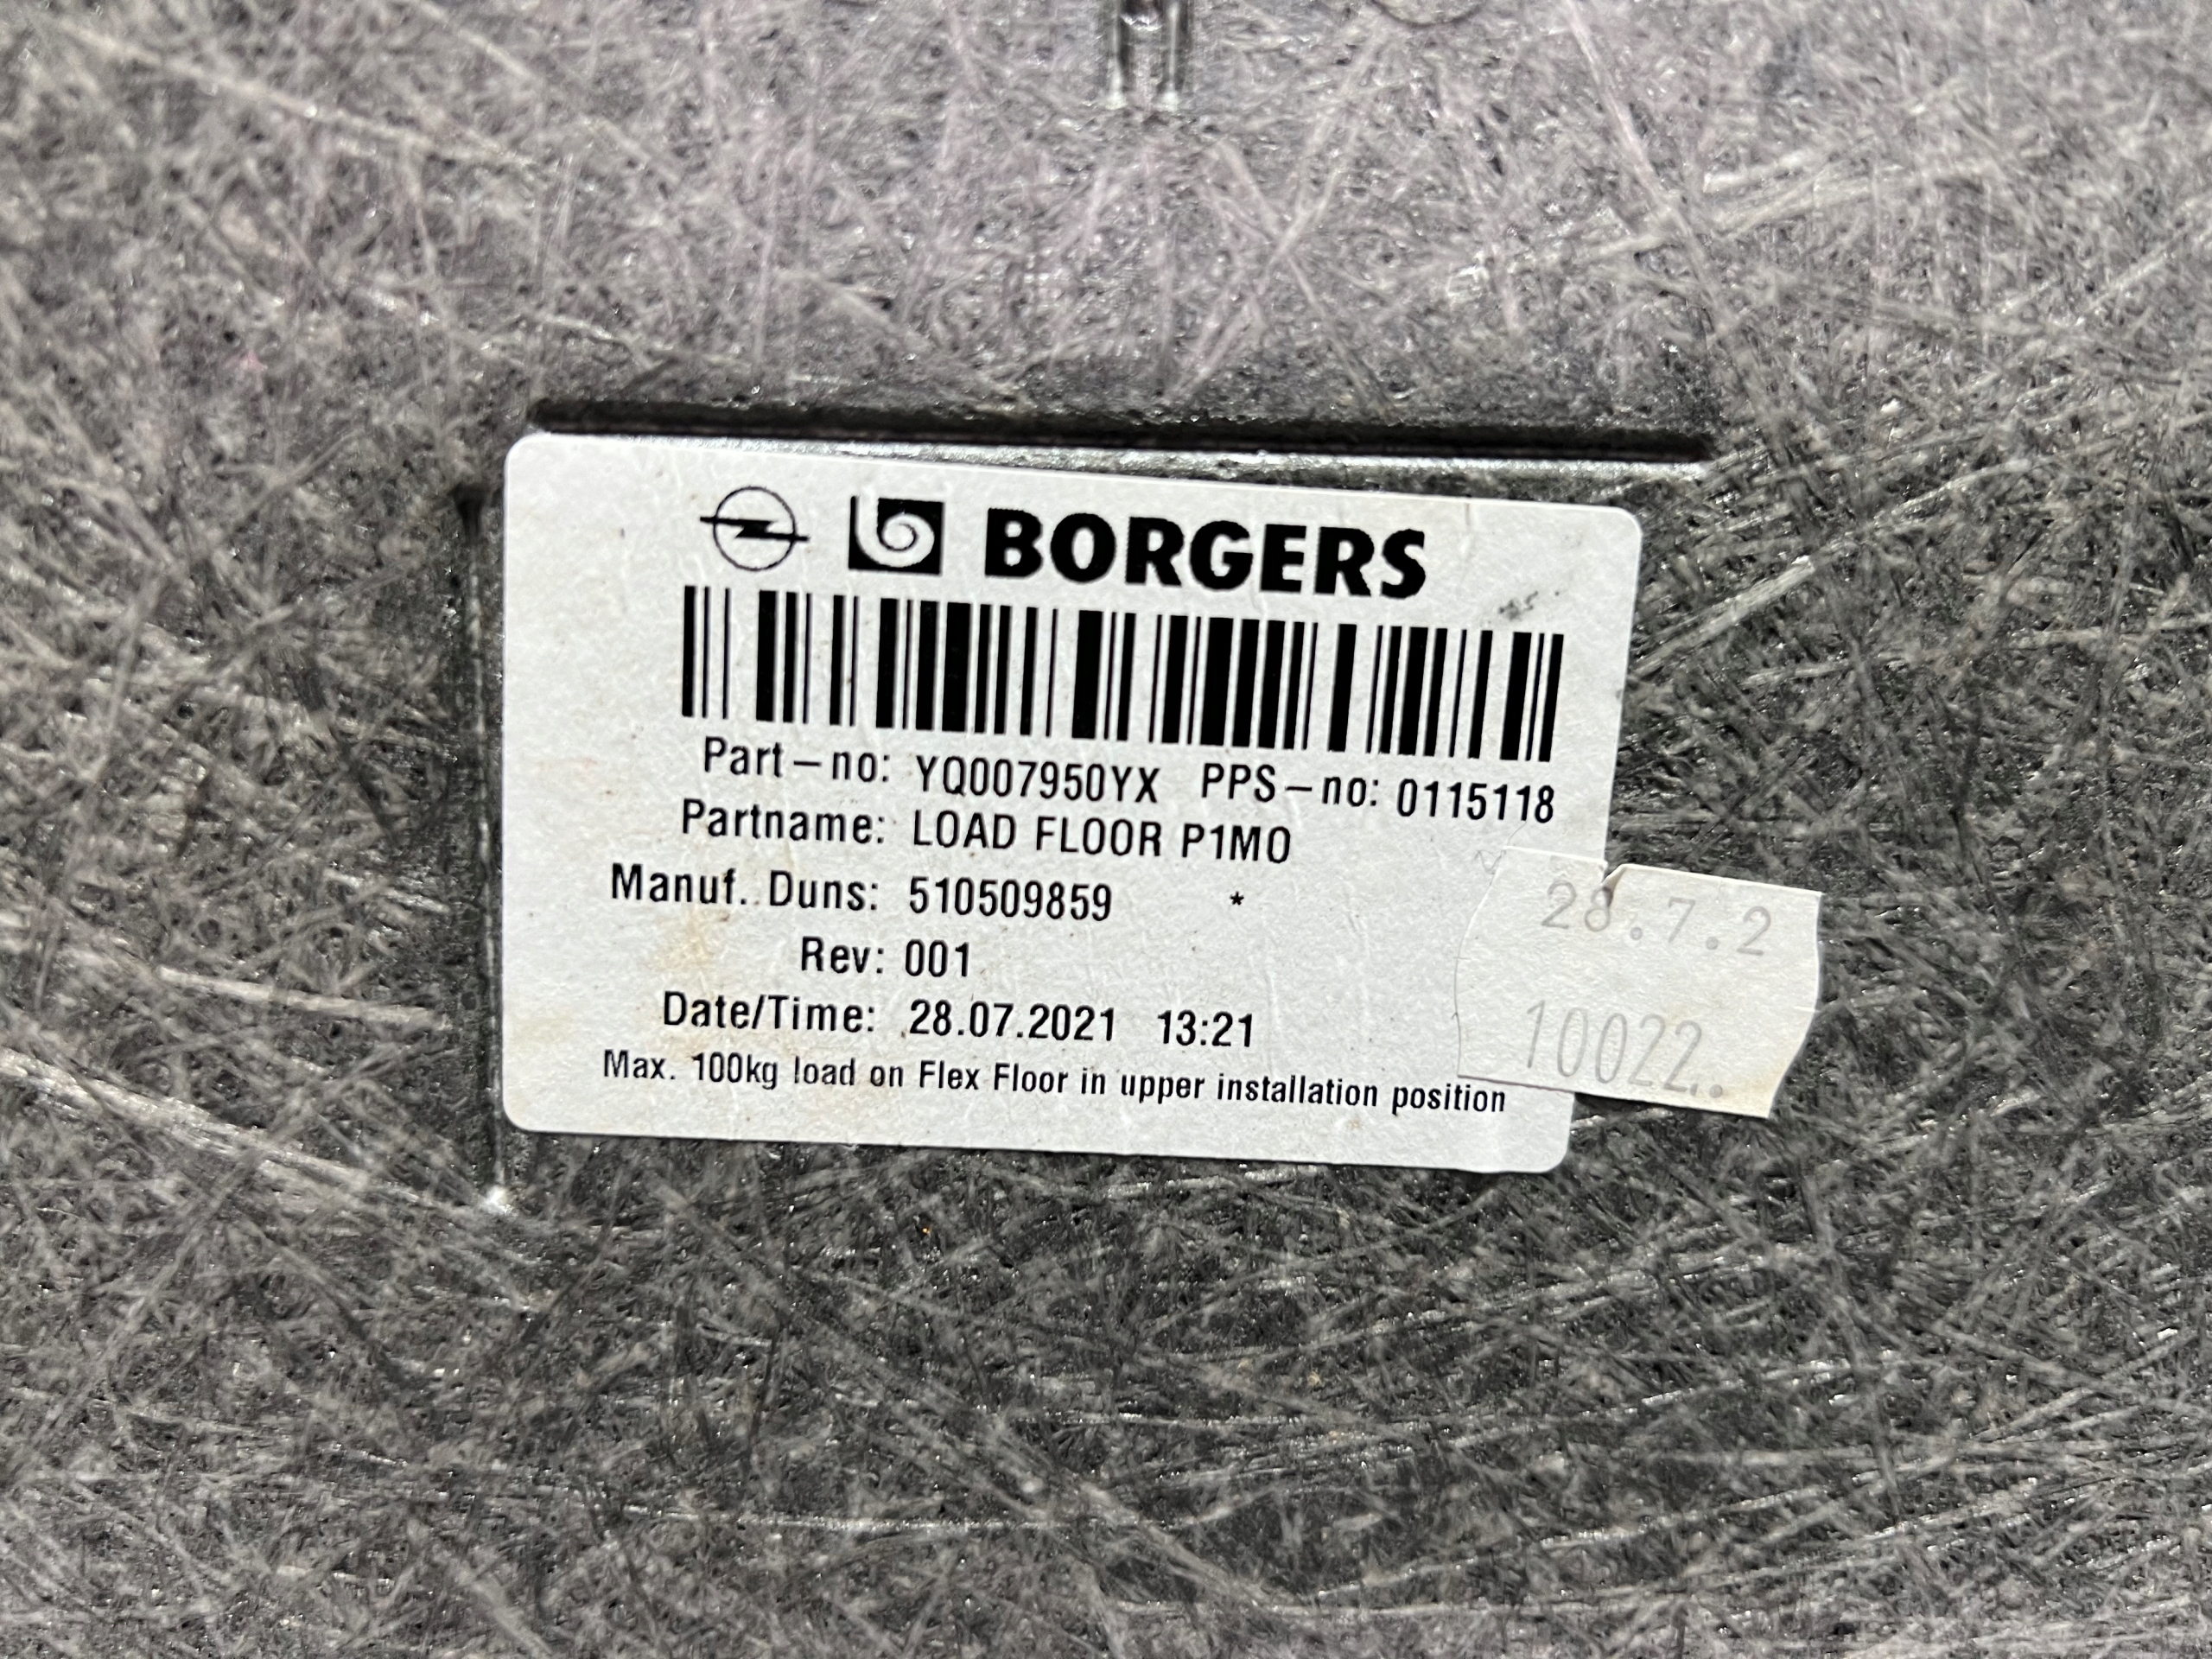 BORGERS
Part-no: YQ007950YX PPS-no: 0115118
Partname: LOAD FLOOR P1MO
Manuf. Duns: 510509859 *
Rev: 001
Date/Time: 28.07.2021 13:21
Max. 100kg load on Flex Floor in upper installation position
28.7.2
10022..